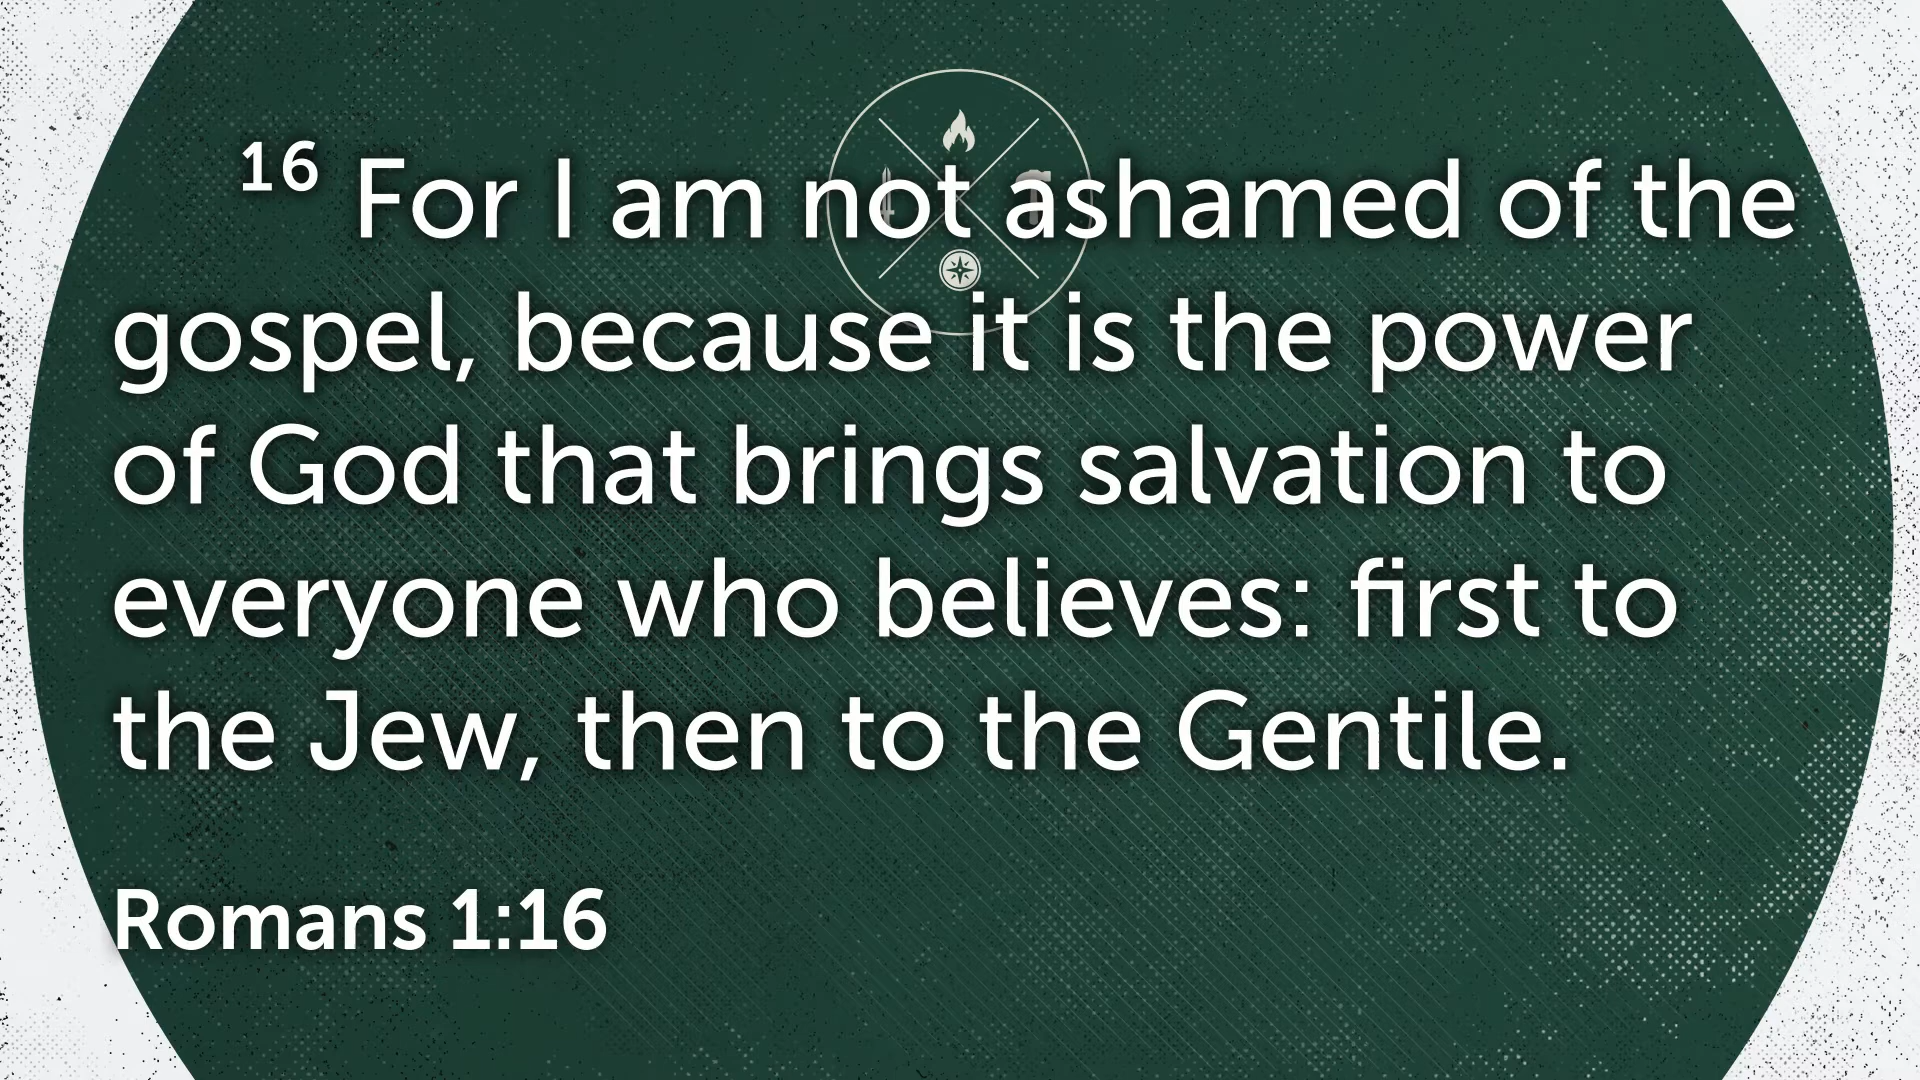 16 For I am not ashamed of the
gospel, because it is the power
of God that brings salvation to
everyone who believes: first to
the Jew, then to the Gentile.
Romans 1:16